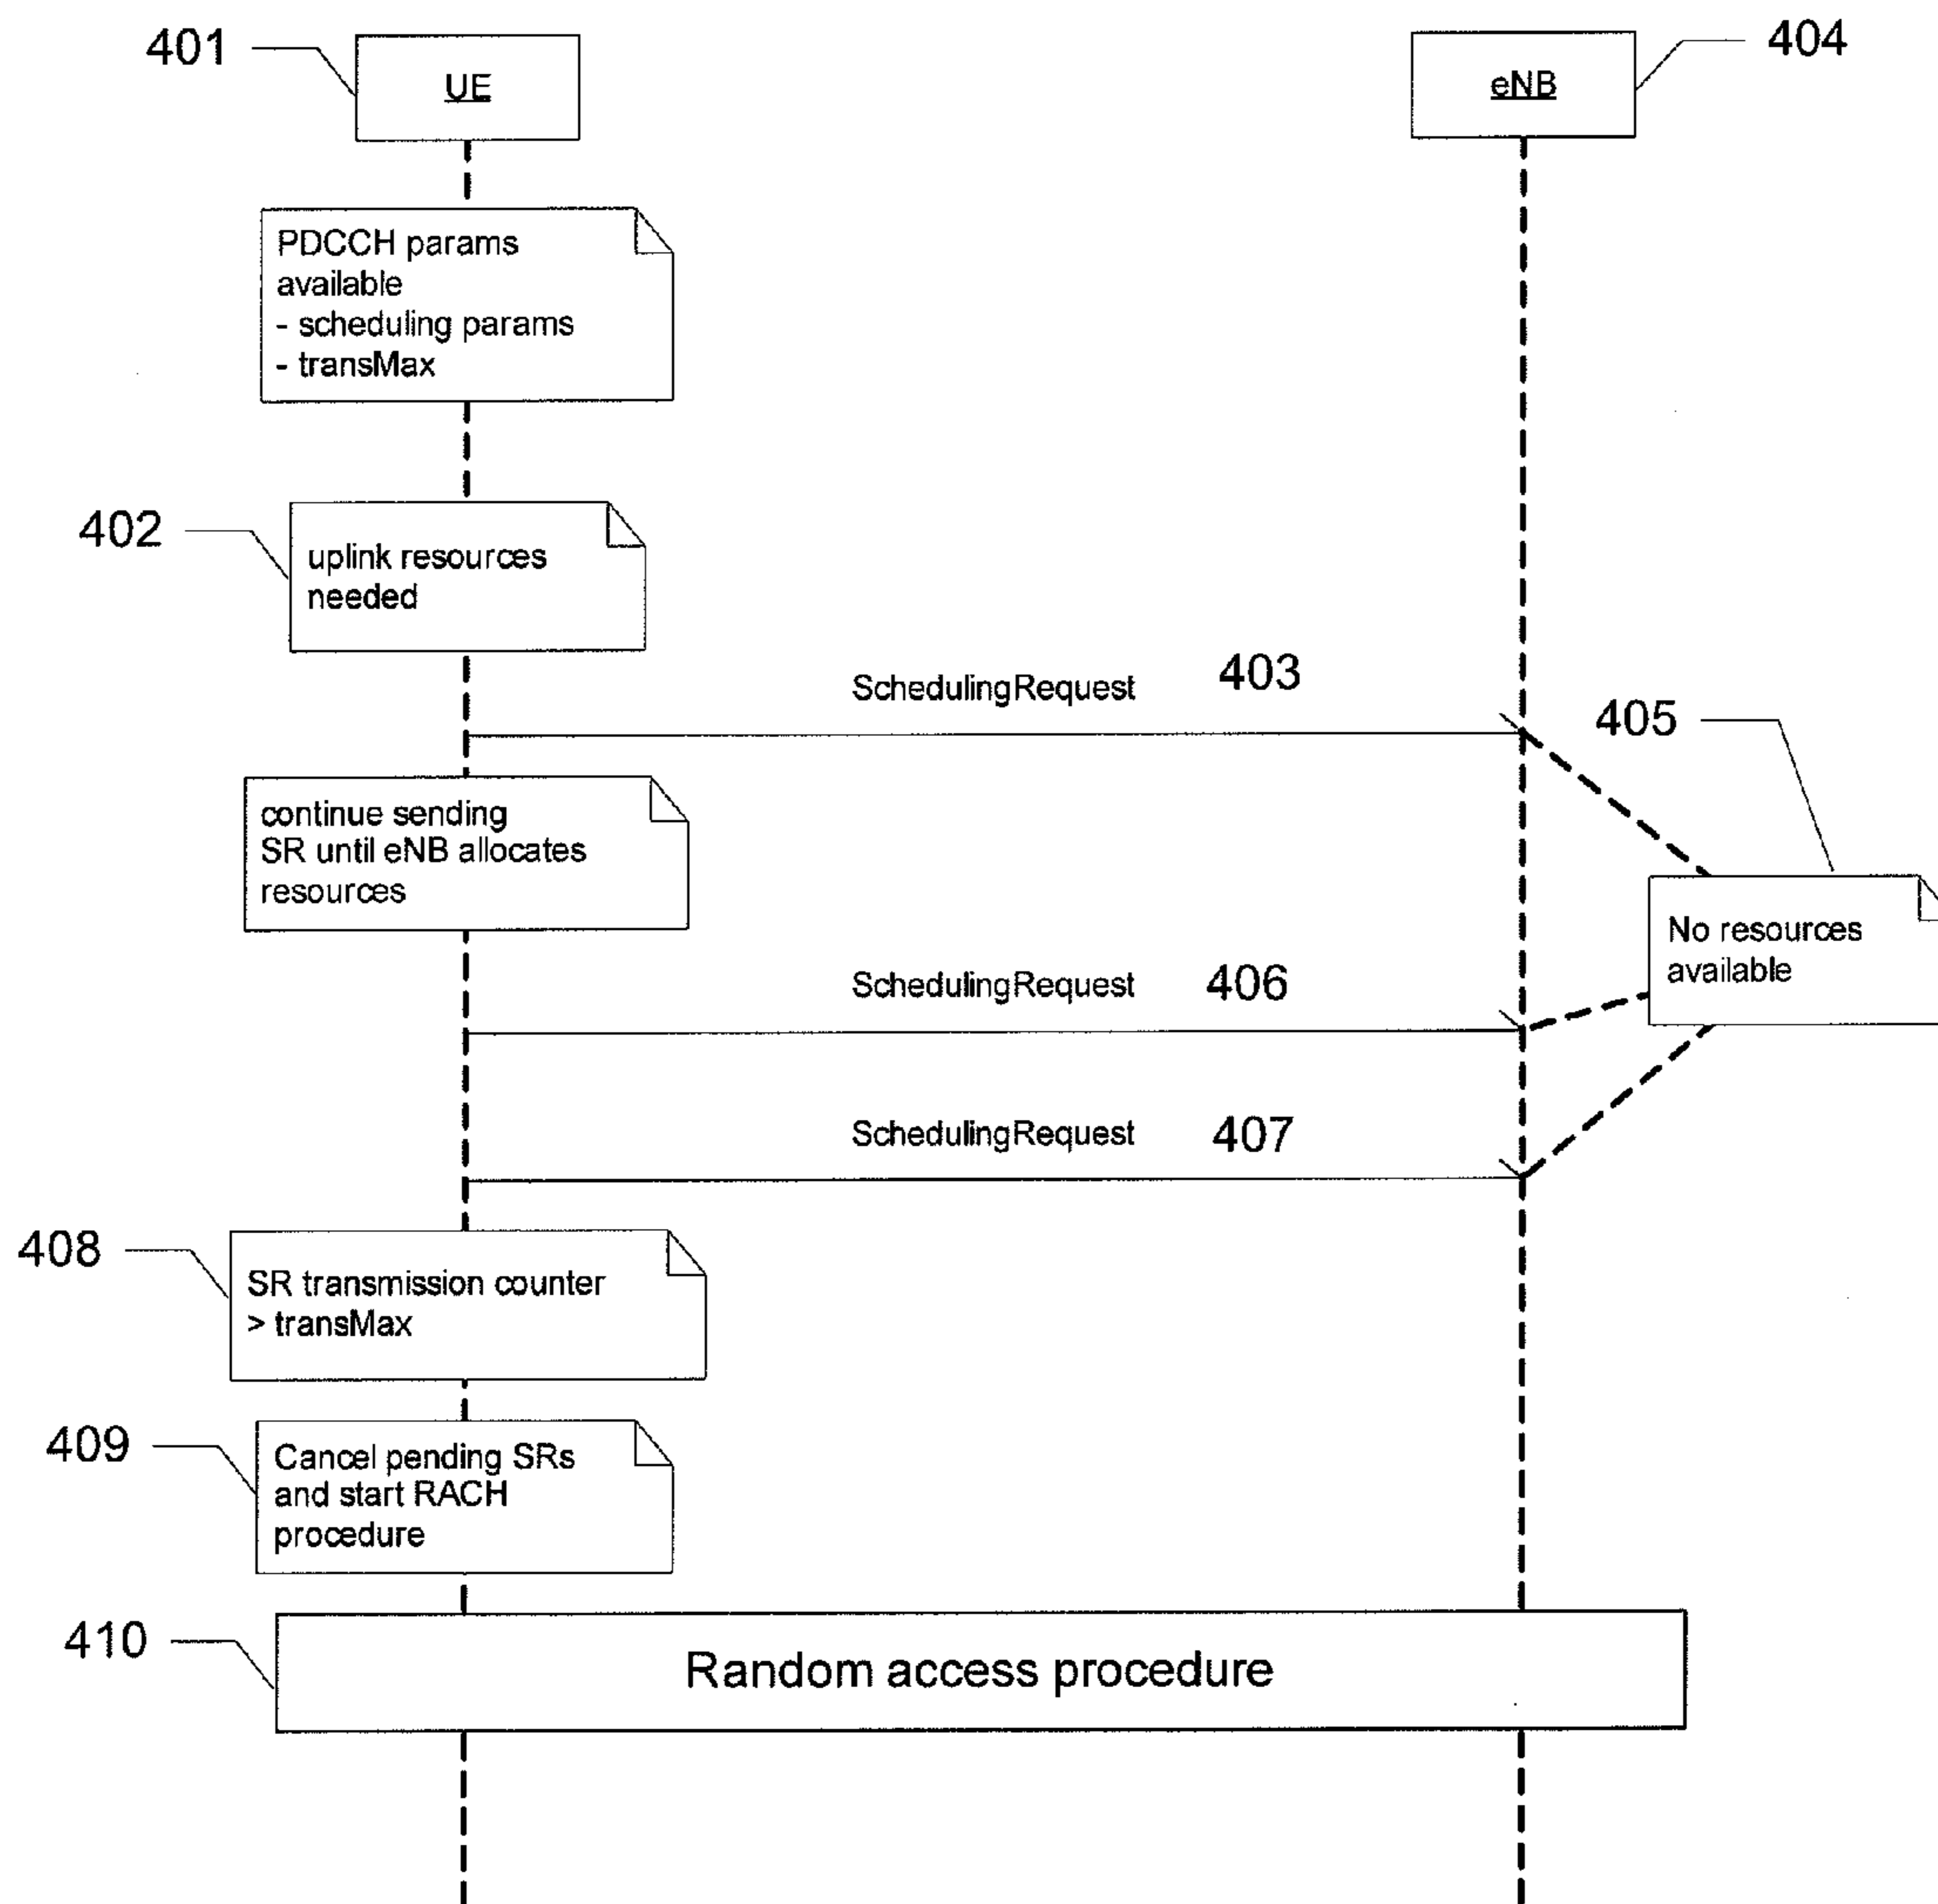 401
UE
eNB
404
PDCCH params
available
- scheduling params
- transMax
402
uplink resources
needed
SchedulingRequest
403
405
continue sending
SR until eNB allocates
resources
No resources
available
SchedulingRequest
406
SchedulingRequest
407
408
SR transmission counter
> transMax
409
Cancel pending SRs
and start RACH
procedure
410
Random access procedure